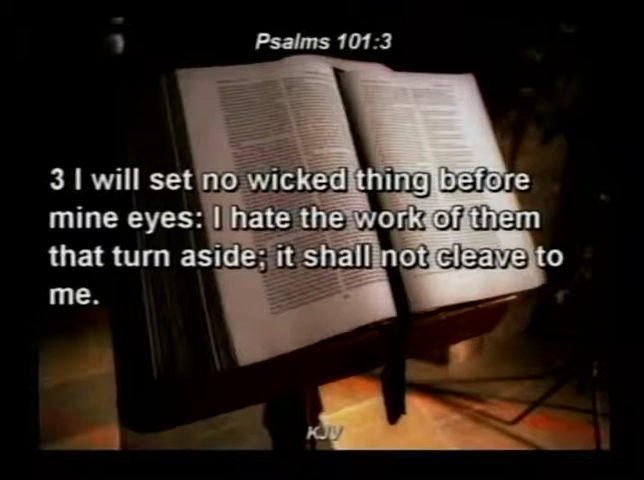 Psalms 101:3
3 I will set no wicked thing before
mine eyes: I hate the work of them
that turn aside; it shall not cleave to
me.
KJV